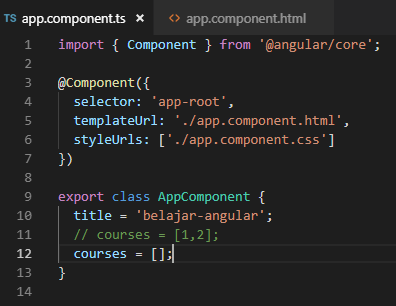 TS app.component.ts × <> app.component.html
1 import { Component } from '@angular/core';
2
3 @Component({
4   selector: 'app-root',
5   templateUrl: './app.component.html',
6   styleUrls: ['./app.component.css']
7 })
8
9 export class AppComponent {
10   title = 'belajar-angular';
11   // courses = [1,2];
12   courses = [];
13 }
14